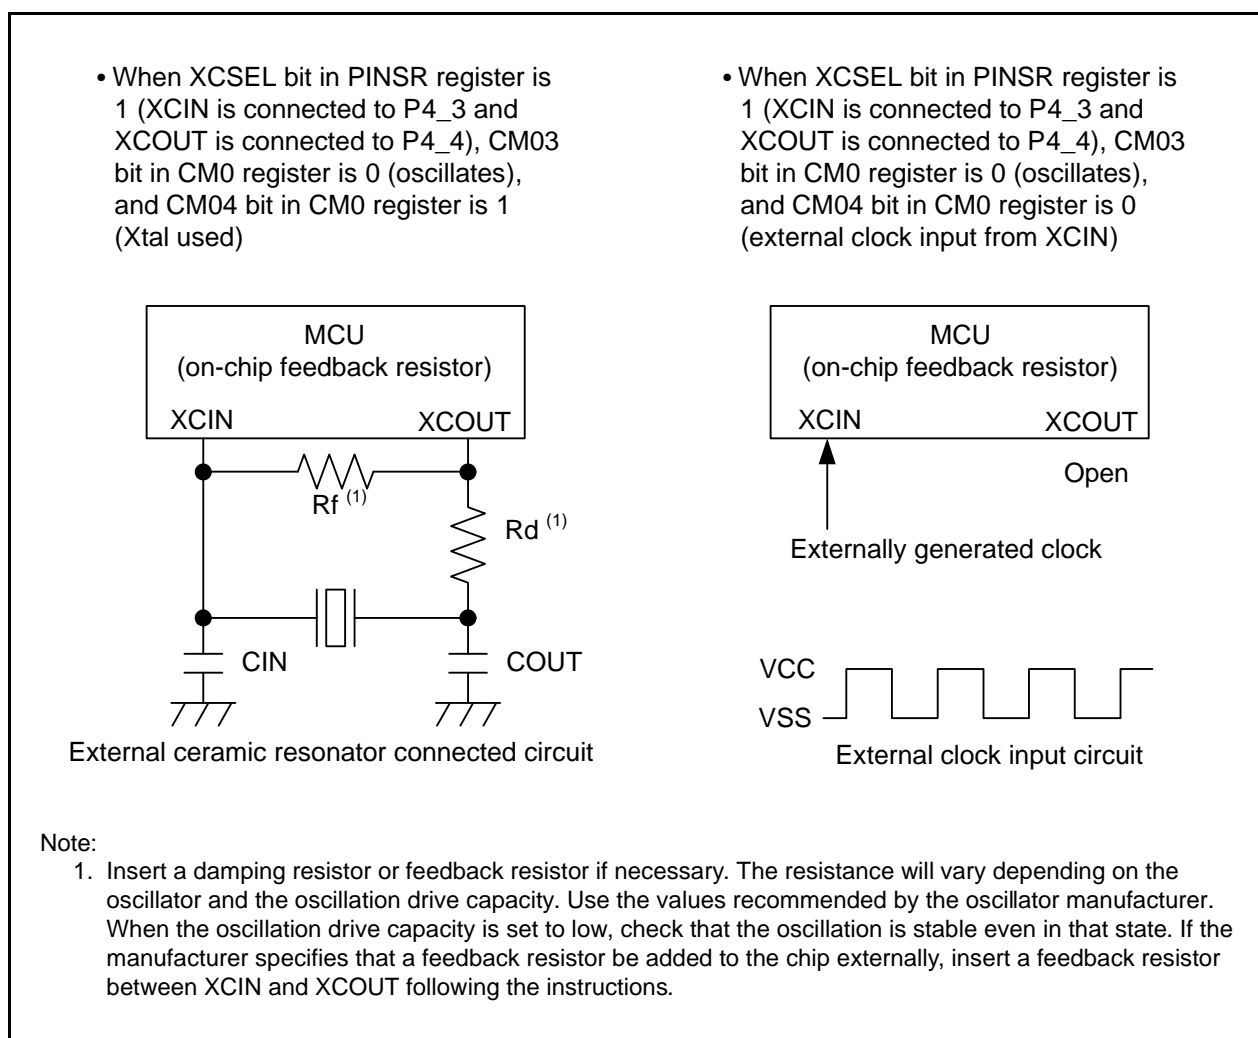 • When XCSEL bit in PINSR register is
1 (XCIN is connected to P4_3 and
XCOUT is connected to P4_4), CM03
bit in CM0 register is 0 (oscillates),
and CM04 bit in CM0 register is 1
(Xtal used)
MCU
(on-chip feedback resistor)
XCIN
XCOUT
Rf (1)
Rd (1)
CIN
COUT
External ceramic resonator connected circuit
• When XCSEL bit in PINSR register is
1 (XCIN is connected to P4_3 and
XCOUT is connected to P4_4), CM03
bit in CM0 register is 0 (oscillates),
and CM04 bit in CM0 register is 0
(external clock input from XCIN)
MCU
(on-chip feedback resistor)
XCIN
XCOUT
Open
Externally generated clock
VCC
VSS
External clock input circuit
Note:
1. Insert a damping resistor or feedback resistor if necessary. The resistance will vary depending on the
oscillator and the oscillation drive capacity. Use the values recommended by the oscillator manufacturer.
When the oscillation drive capacity is set to low, check that the oscillation is stable even in that state. If the
manufacturer specifies that a feedback resistor be added to the chip externally, insert a feedback resistor
between XCIN and XCOUT following the instructions.